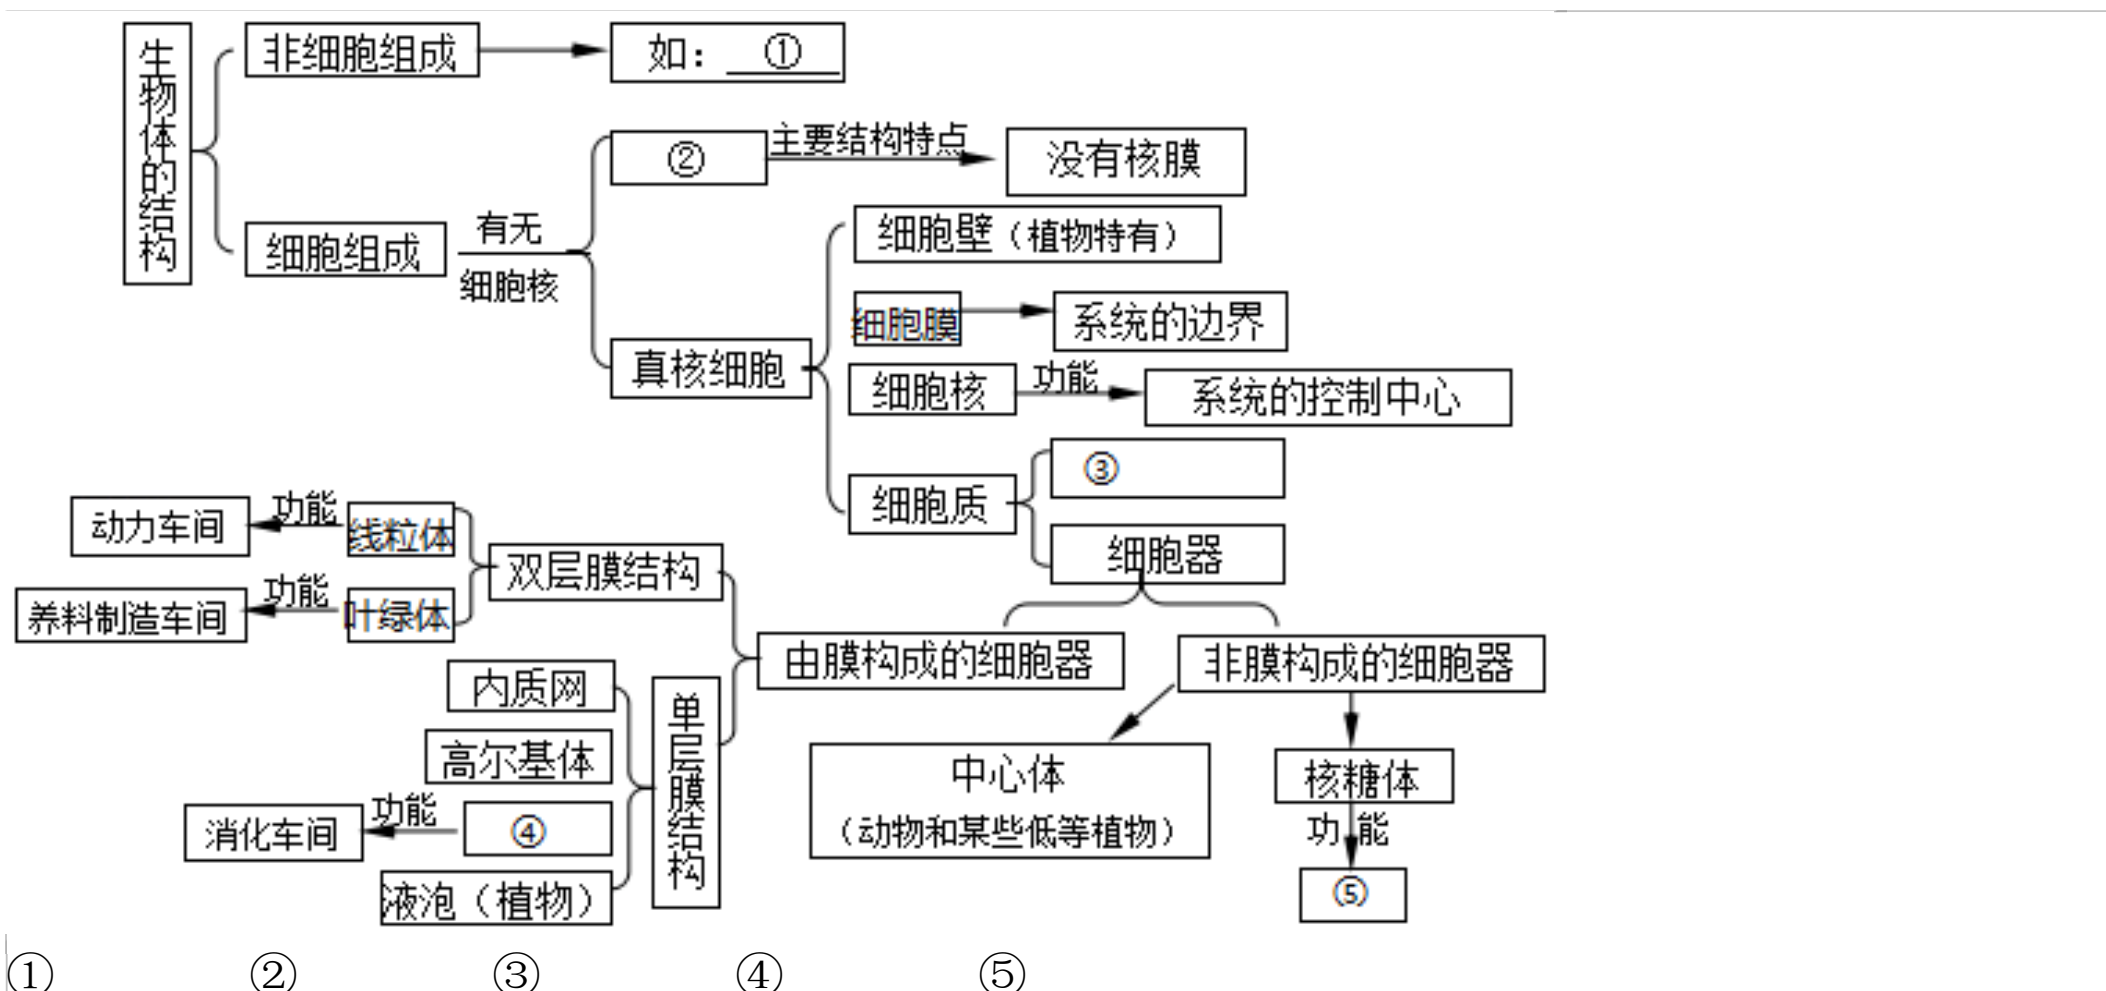 生物体的结构
非细胞组成
如：①
②
主要结构特点
没有核膜
细胞组成
有无
细胞核
真核细胞
细胞壁（植物特有）
细胞膜
系统的边界
细胞核
功能
系统的控制中心
细胞质
③
细胞器
动力车间
功能
线粒体
双层膜结构
养料制造车间
功能
叶绿体
由膜构成的细胞器
非膜构成的细胞器
内质网
单层膜结构
高尔基体
消化车间
功能
④
液泡（植物）
中心体
（动物和某些低等植物）
核糖体
功能
⑤
① ② ③ ④ ⑤